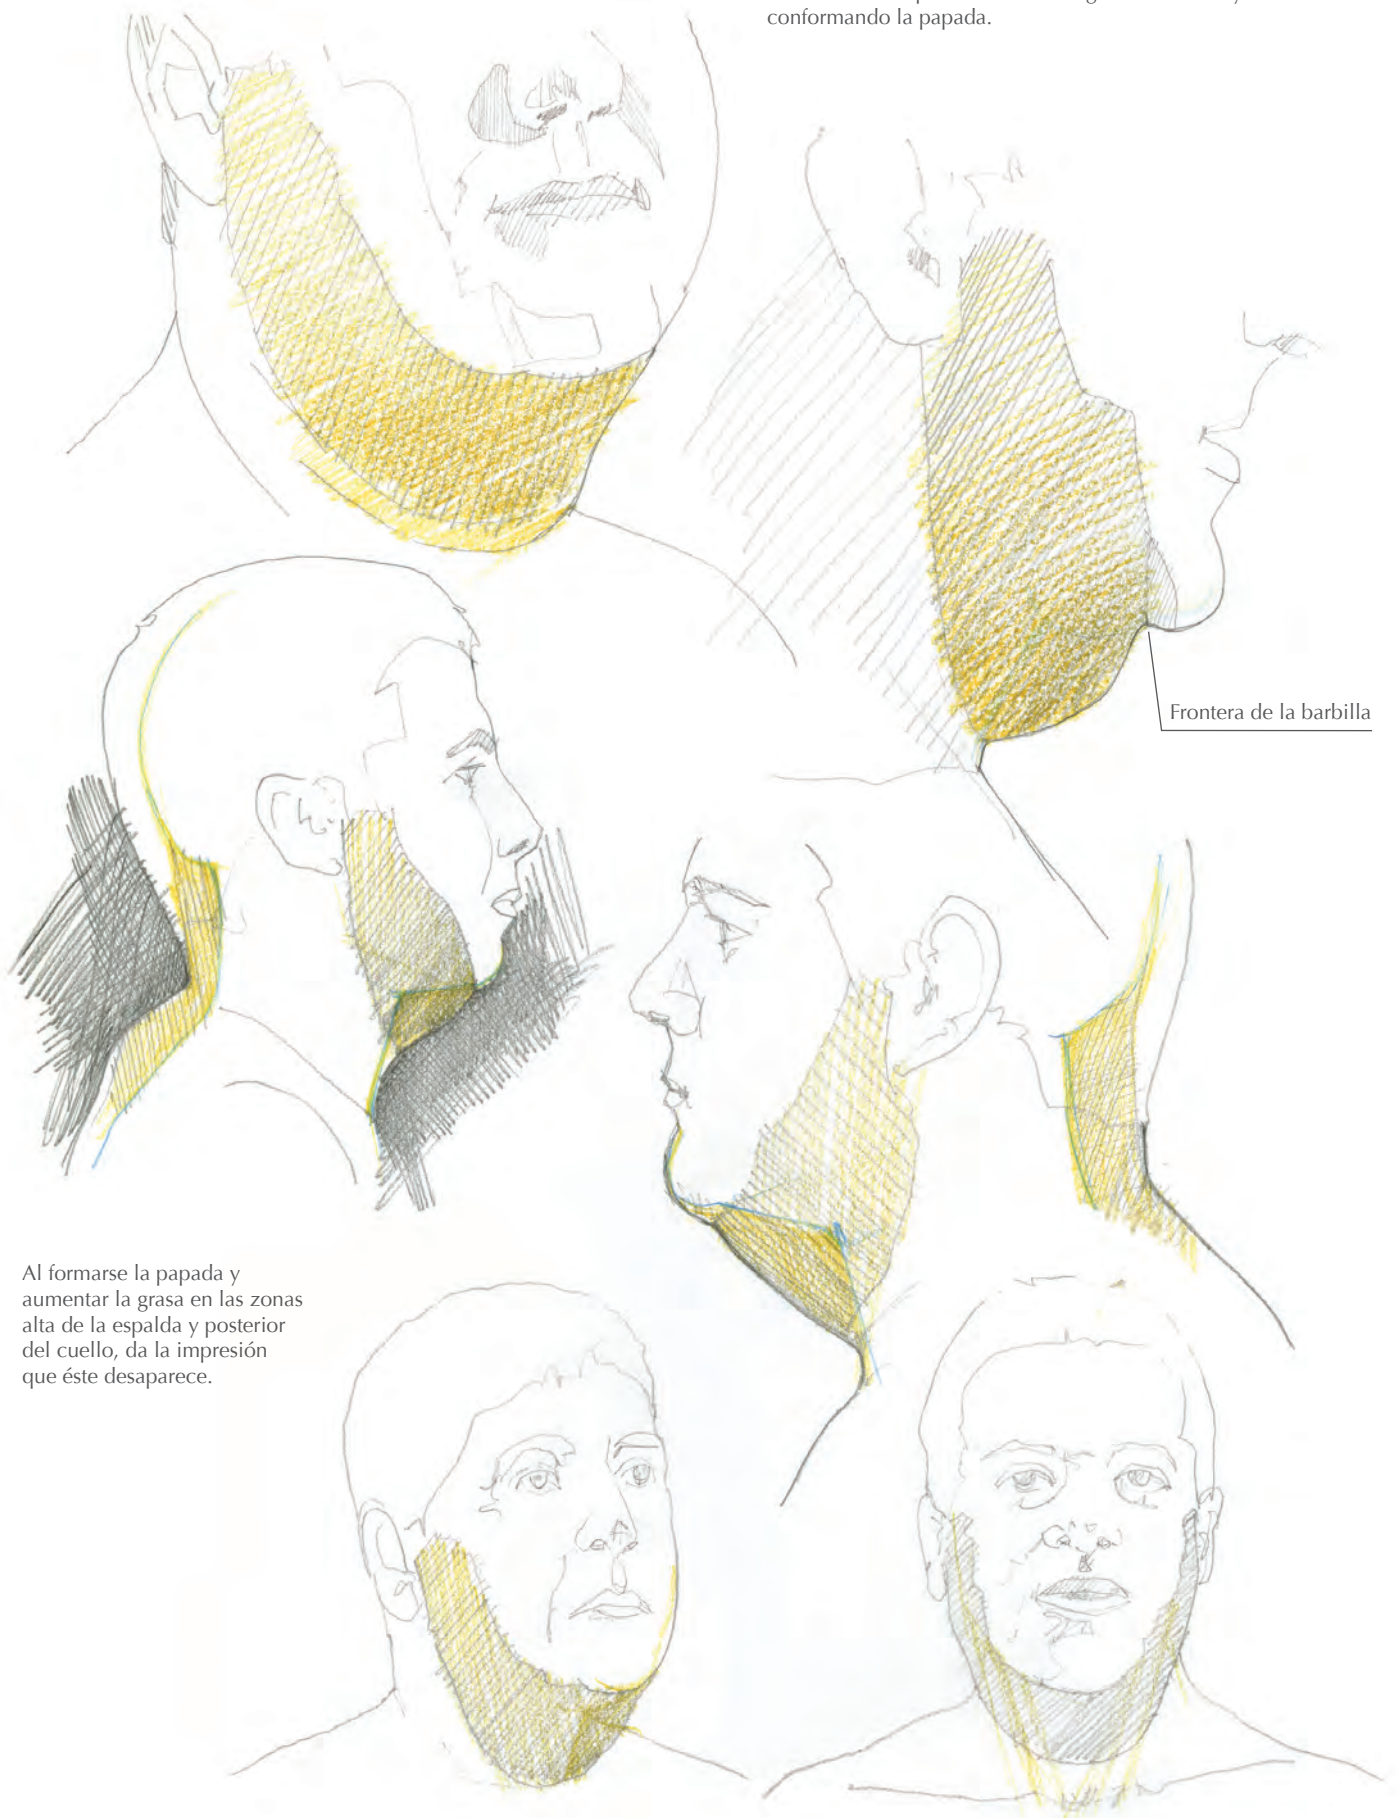 conformando la papada.
Frontera de la barbilla
Al formarse la papada y
aumentar la grasa en las zonas
alta de la espalda y posterior
del cuello, da la impresión
que éste desaparece.